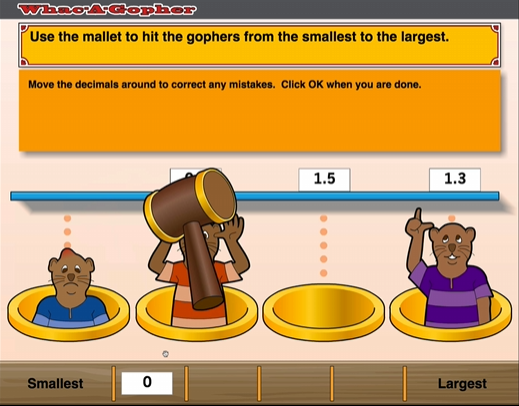 Whac-A-Gopher
Use the mallet to hit the gophers from the smallest to the largest.
Move the decimals around to correct any mistakes. Click OK when you are done.
1.5
1.3
Smallest
0
Largest